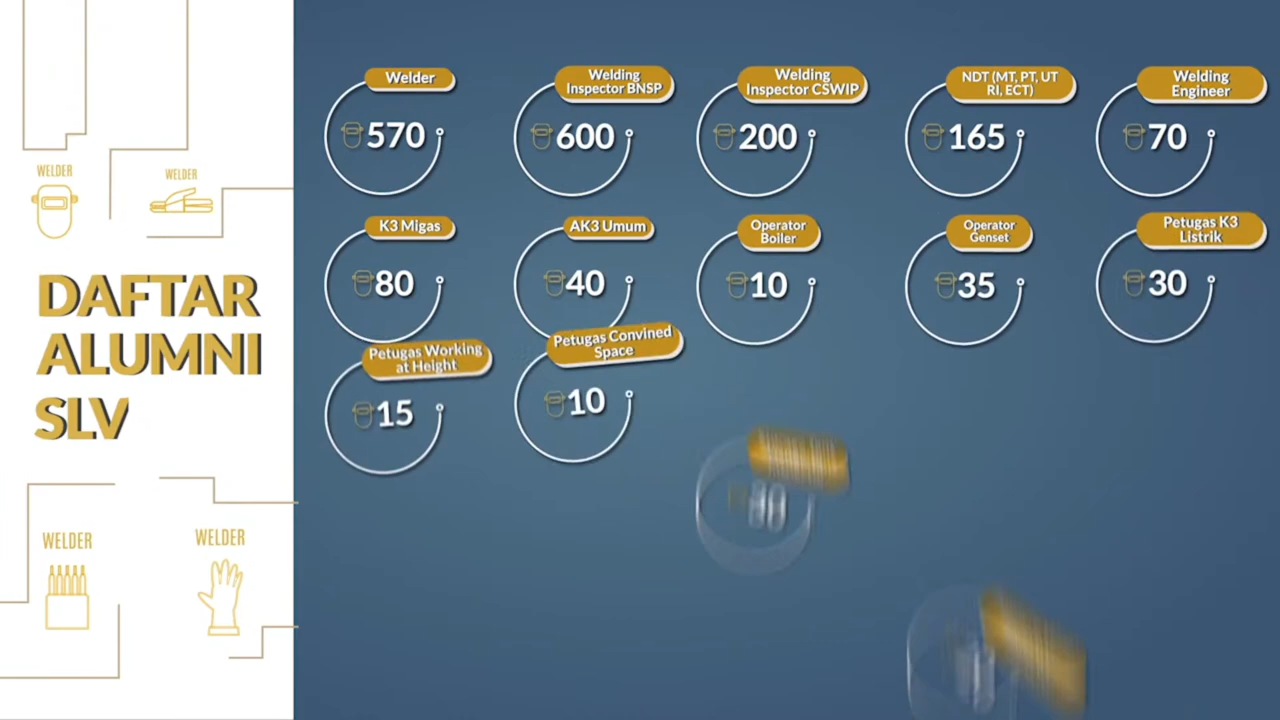 WELDER
WELDER
DAFTAR
ALUMNI
SLV
WELDER
WELDER
Welder
570
Welding
Inspector BNSP
600
Welding
Inspector CSWIP
200
NDT (MT, PT, UT
RI, ECT)
165
Welding
Engineer
70
K3 Migas
80
AK3 Umum
40
Operator
Boiler
10
Operator
Genset
35
Petugas K3
Listrik
30
Petugas Working
at Height
15
Petugas Convined
Space
10